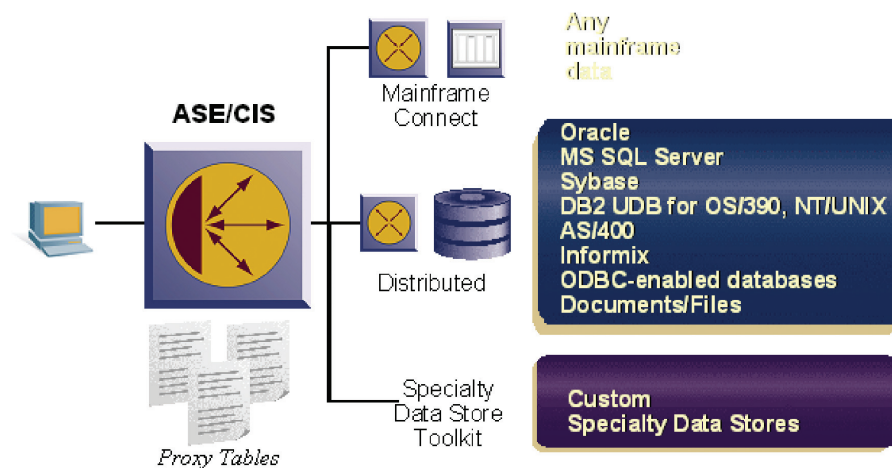 ASE/CIS
Proxy Tables
Mainframe
Connect
Distributed
Specialty
Data Store
Toolkit
Any
mainframe
data
Oracle
MS SQL Server
Sybase
DB2 UDB for OS/390, NT/UNIX
AS/400
Informix
ODBC-enabled databases
Documents/Files
Custom
Specialty Data Stores